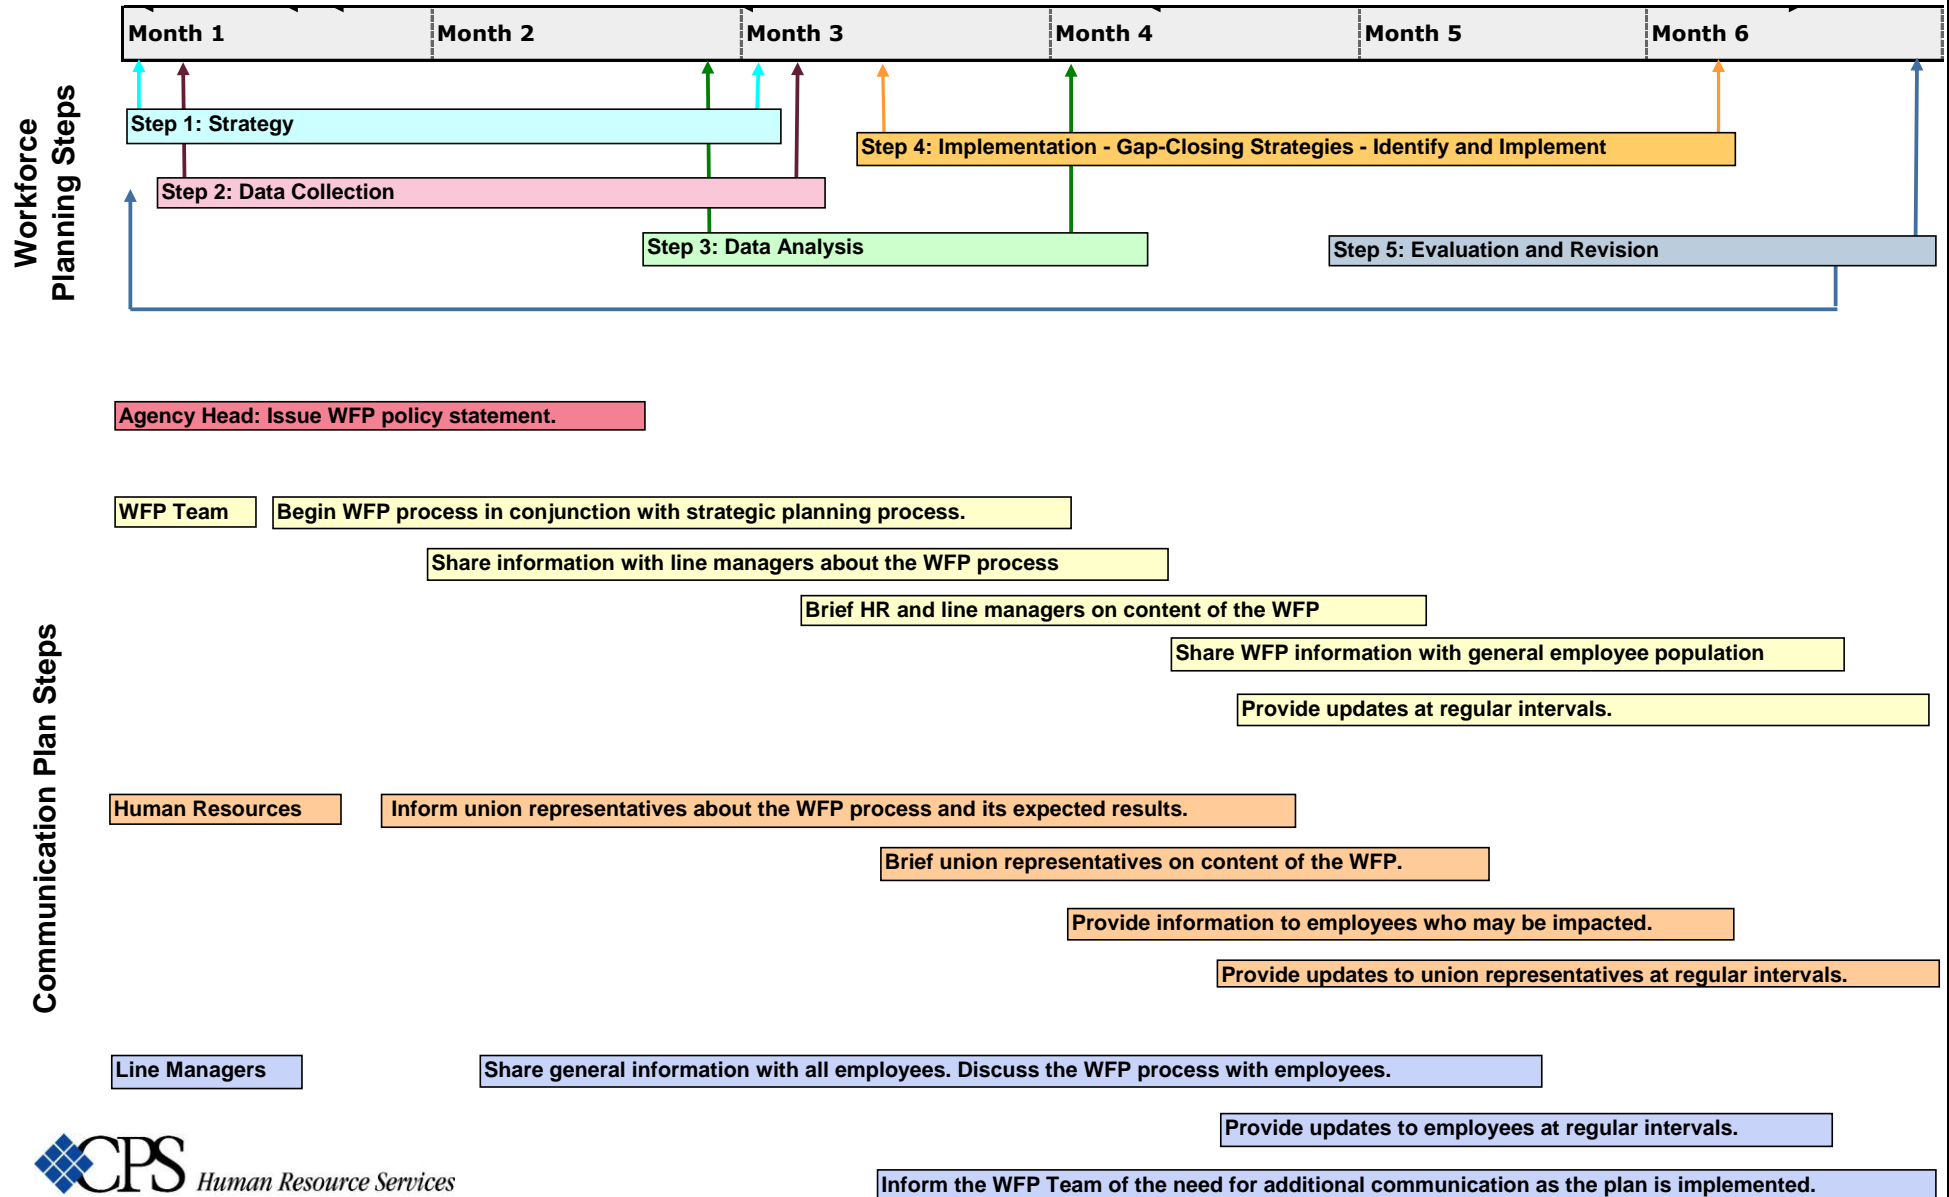 Month 1 Month 2 Month 3 Month 4 Month 5 Month 6
Workforce
Planning Steps
Step 1: Strategy
Step 4: Implementation - Gap-Closing Strategies - Identify and Implement
Step 2: Data Collection
Step 3: Data Analysis
Step 5: Evaluation and Revision
Communication Plan Steps
Agency Head: Issue WFP policy statement.
WFP Team
Begin WFP process in conjunction with strategic planning process.
Share information with line managers about the WFP process
Brief HR and line managers on content of the WFP
Share WFP information with general employee population
Provide updates at regular intervals.
Human Resources
Inform union representatives about the WFP process and its expected results.
Brief union representatives on content of the WFP.
Provide information to employees who may be impacted.
Provide updates to union representatives at regular intervals.
Line Managers
Share general information with all employees. Discuss the WFP process with employees.
Provide updates to employees at regular intervals.
Inform the WFP Team of the need for additional communication as the plan is implemented.
CPS Human Resource Services